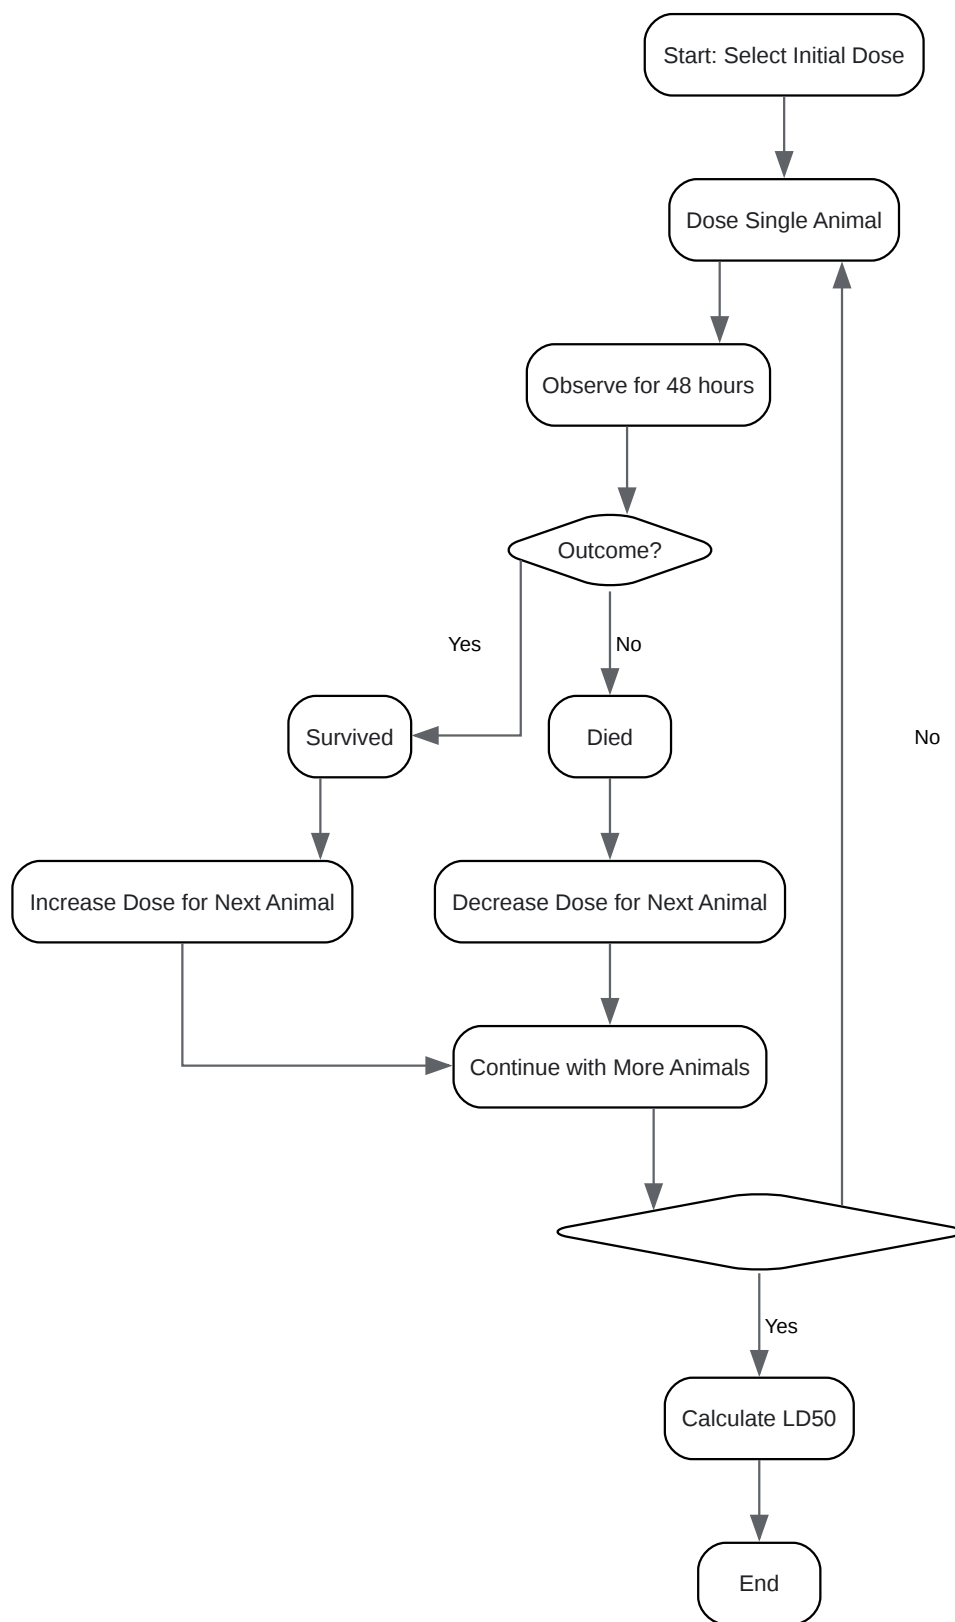 Start: Select Initial Dose
Dose Single Animal
Observe for 48 hours
Outcome?
Yes
No
Survived
Died
No
Increase Dose for Next Animal
Decrease Dose for Next Animal
Continue with More Animals
Yes
Calculate LD50
End